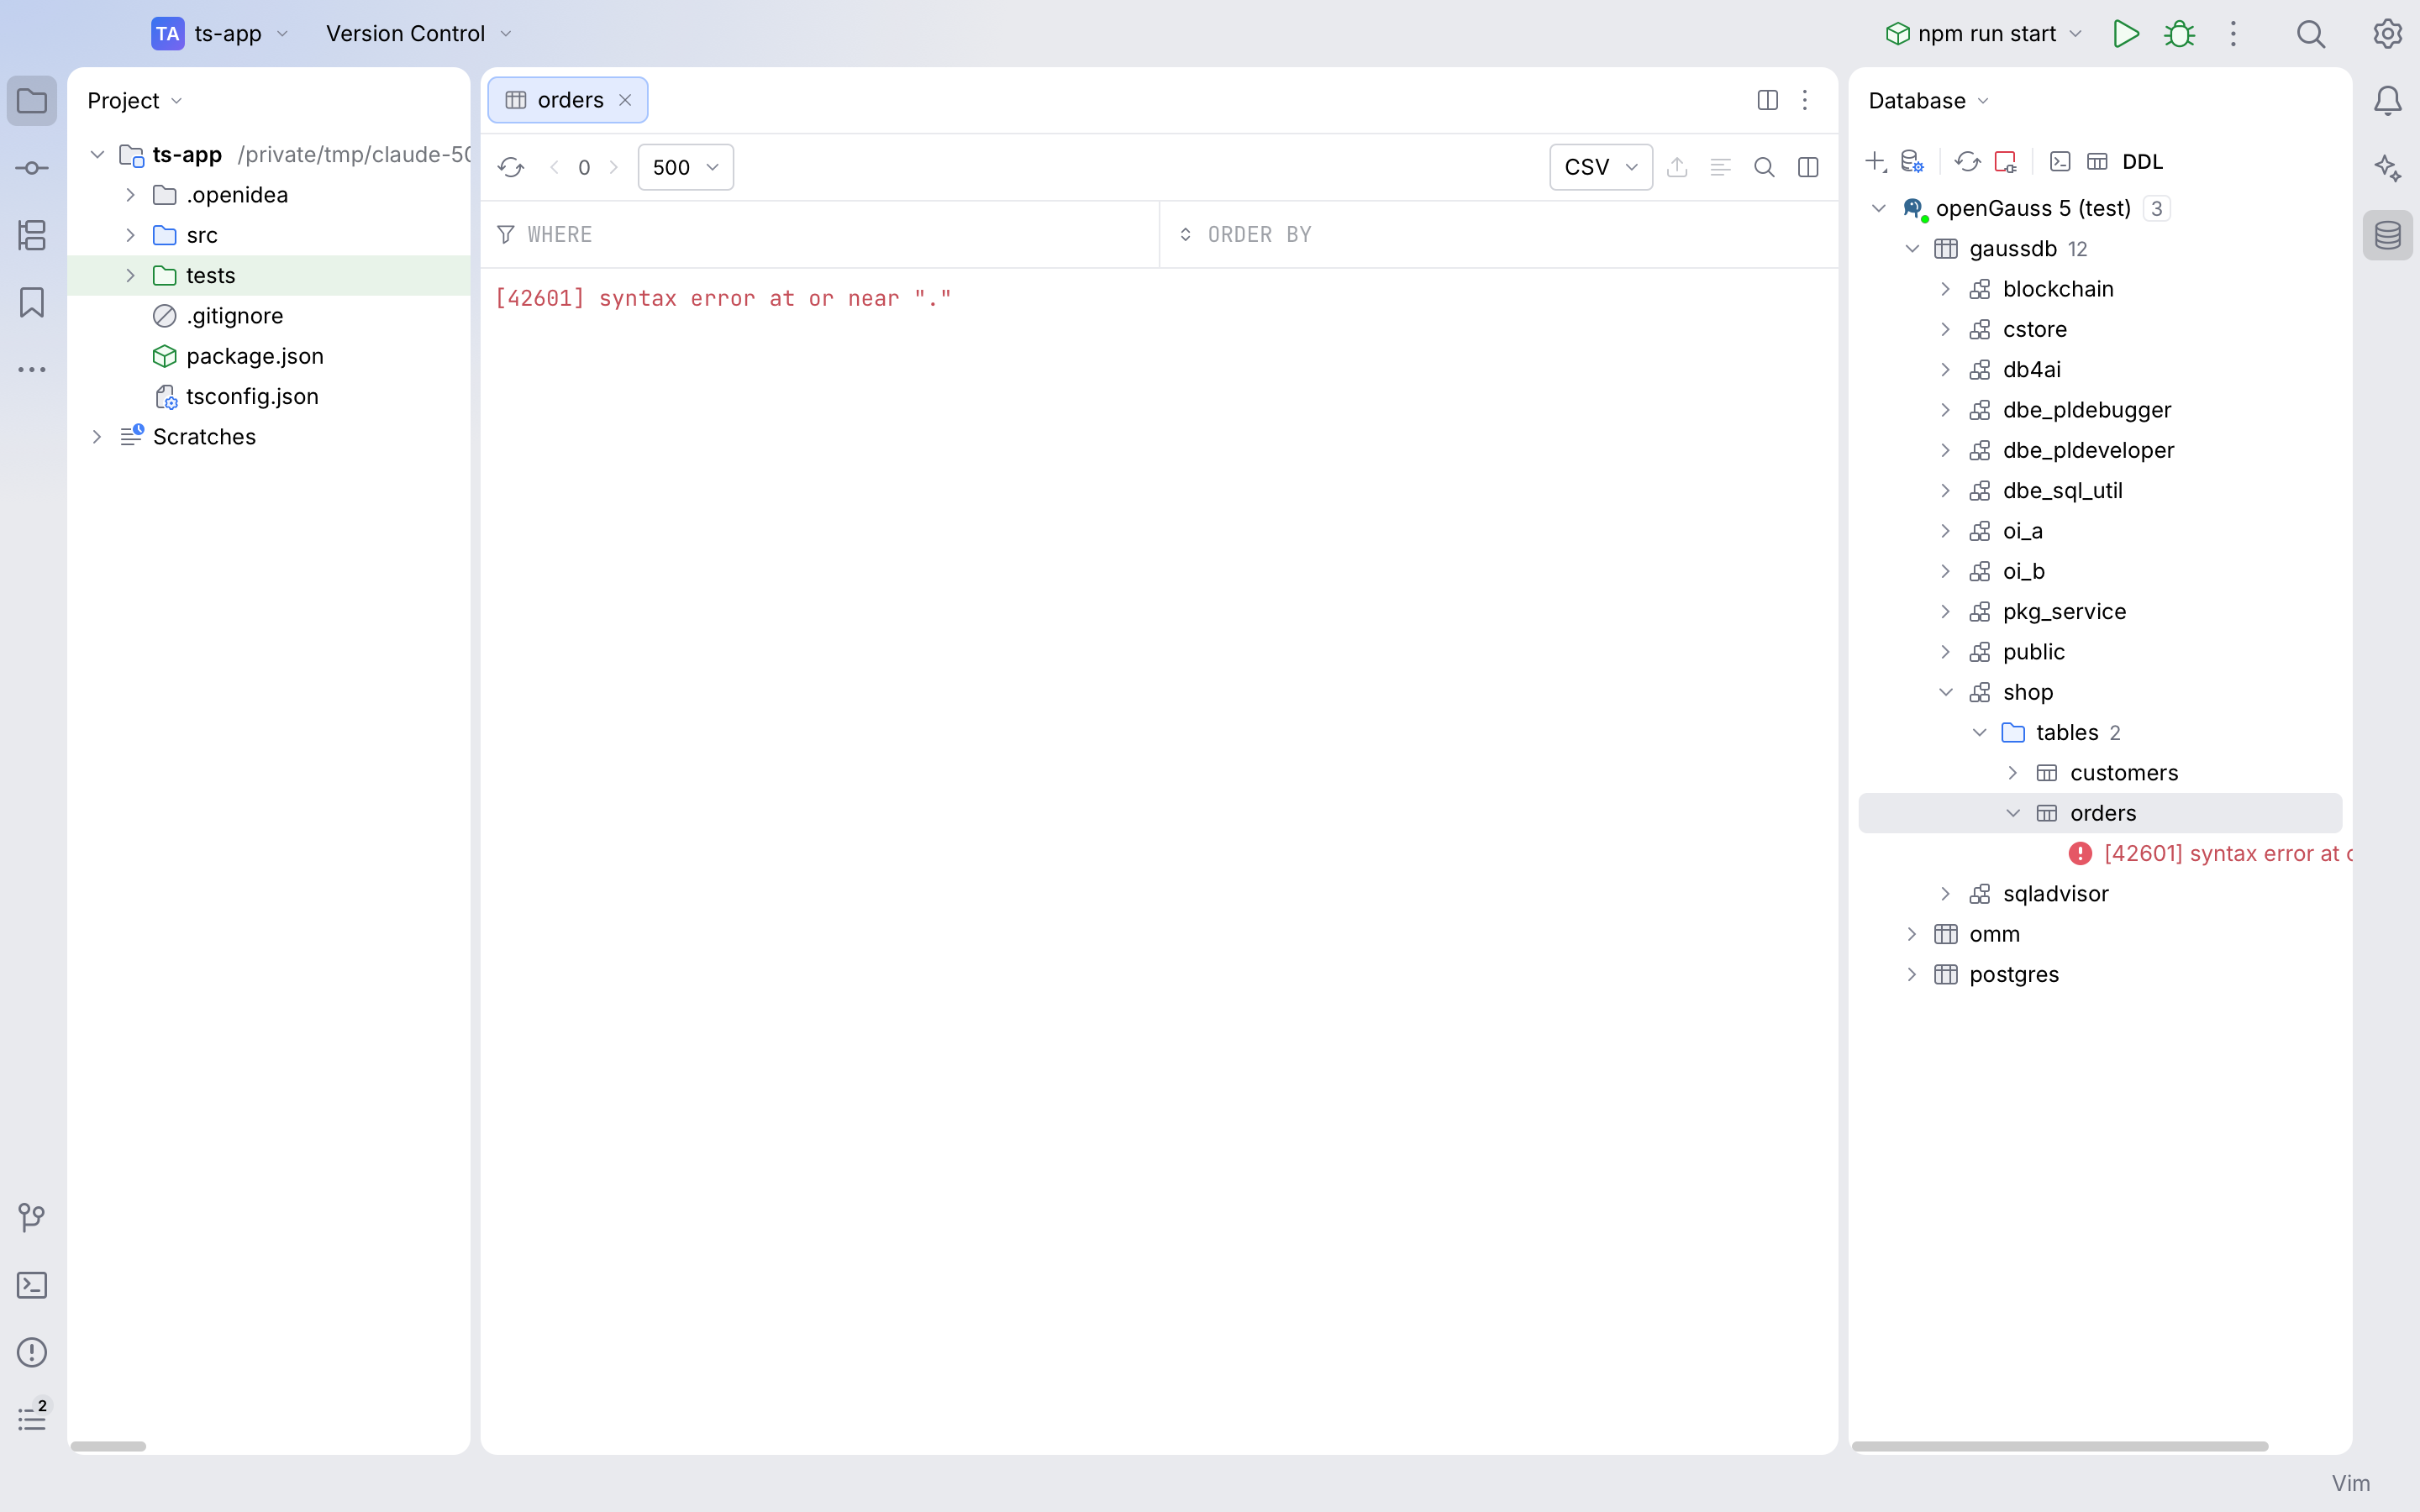 TA ts-app Version Control npm run start
Project
ts-app /private/tmp/claude-50
.openidea
src
tests
.gitignore
package.json
tsconfig.json
Scratches
2
orders
0 500 CSV
WHERE ORDER BY
[42601] syntax error at or near "."
Database
DDL
openGauss 5 (test) 3
gaussdb 12
blockchain
cstore
db4ai
dbe_pldebugger
dbe_pldeveloper
dbe_sql_util
oi_a
oi_b
pkg_service
public
shop
tables 2
customers
orders
[42601] syntax error at
sqladvisor
omm
postgres
Vim